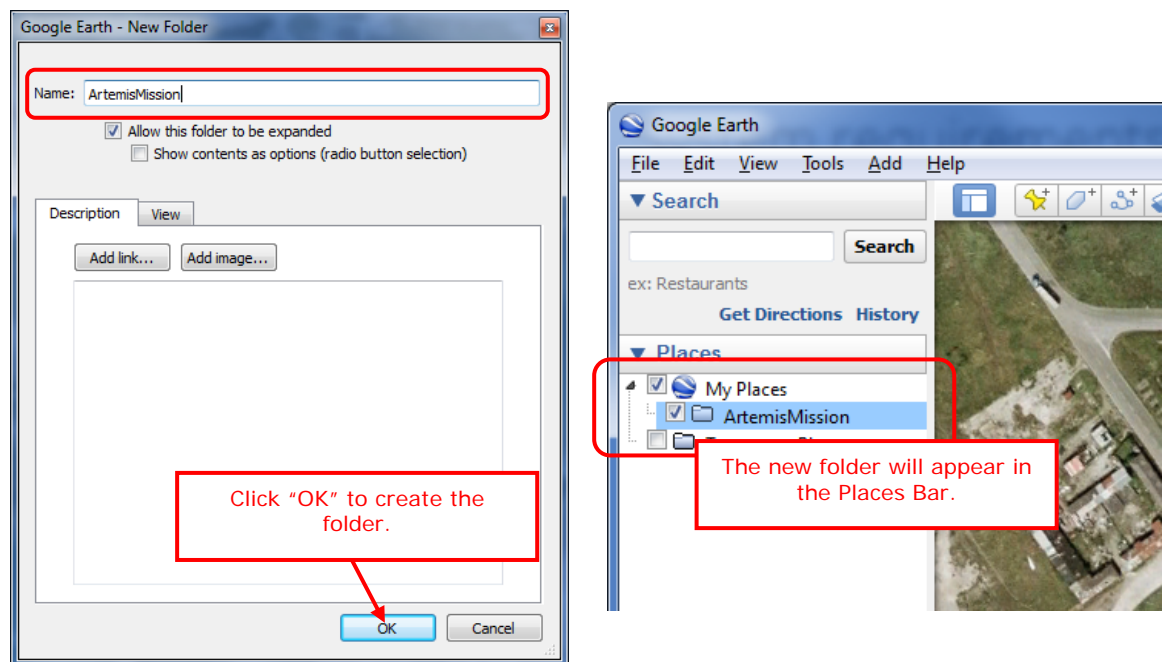 Google Earth - New Folder
Name: ArtemisMission
Allow this folder to be expanded
Show contents as options (radio button selection)
Description View
Add link... Add image...
Click “OK” to create the
folder.
OK Cancel
Google Earth
File Edit View Tools Add Help
Search
Search
ex: Restaurants
Get Directions History
Places
My Places
ArtemisMission
The new folder will appear in
the Places Bar.